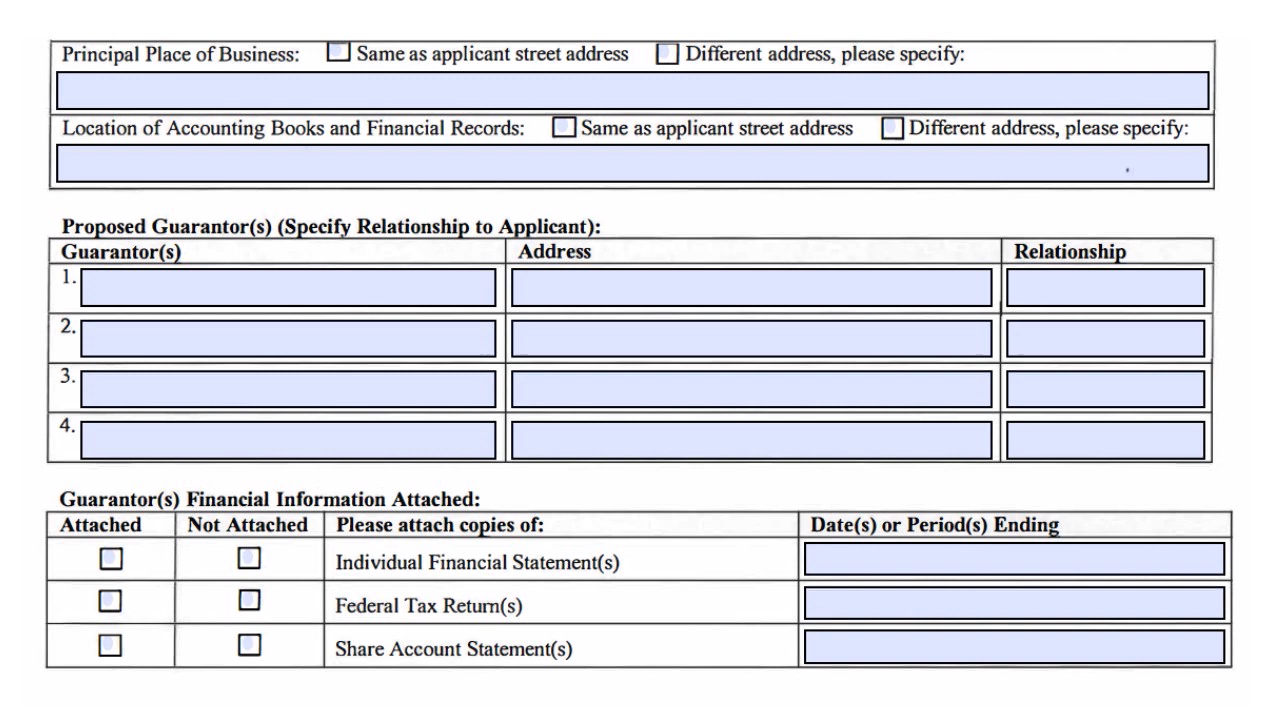 Principal Place of Business: Same as applicant street address Different address, please specify:
Location of Accounting Books and Financial Records: Same as applicant street address Different address, please specify:
Proposed Guarantor(s) (Specify Relationship to Applicant):
Guarantor(s) Address Relationship
1.
2.
3.
4.
Guarantor(s) Financial Information Attached:
Attached Not Attached Please attach copies of: Date(s) or Period(s) Ending
Individual Financial Statement(s)
Federal Tax Return(s)
Share Account Statement(s)